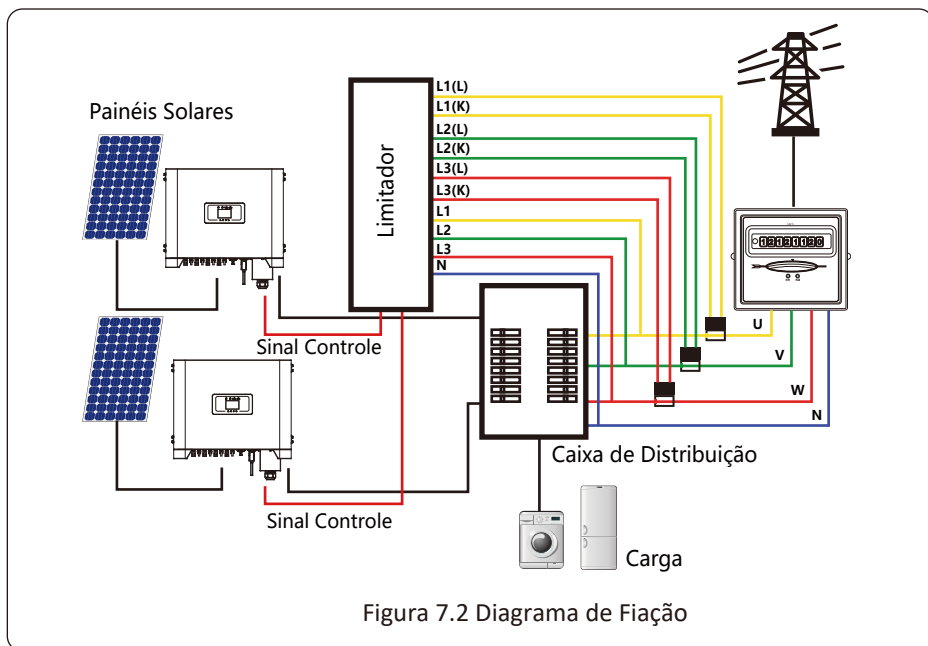 Painéis Solares
Limitador
L1(L)
L1(K)
L2(L)
L2(K)
L3(L)
L3(K)
L1
L2
L3
N
12121120
U
V
W
N
Sinal Controle
Sinal Controle
Caixa de Distribuição
Carga
Figura 7.2 Diagrama de Fiação